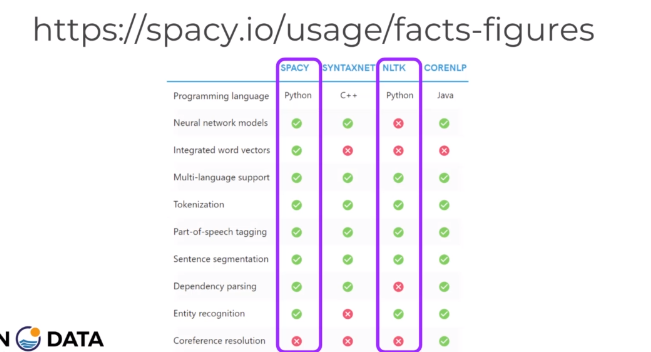 https://spacy.io/usage/facts-figures
SPACY SYNTAXNET NLTK CORENLP
Programming language Python C++ Python Java
Neural network models
Integrated word vectors
Multi-language support
Tokenization
Part-of-speech tagging
Sentence segmentation
Dependency parsing
Entity recognition
Coreference resolution
N DATA